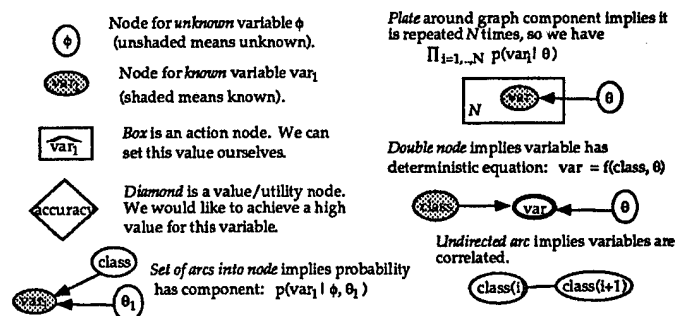 φ
Node for unknown variable φ
(unshaded means unknown).
var₁
Node for known variable var₁
(shaded means known).
var₁
Box is an action node. We can
set this value ourselves.
accuracy
Diamond is a value/utility node.
We would like to achieve a high
value for this variable.
class
var₁
θ₁
Set of arcs into node implies probability
has component: p(var₁ | φ, θ₁)
Plate around graph component implies it
is repeated N times, so we have
∏i=1,..,N p(varᵢ | θ)
N
var
θ
Double node implies variable has
deterministic equation: var = f(class, θ)
class
var
θ
Undirected arc implies variables are
correlated.
class(i)
class(i+1)